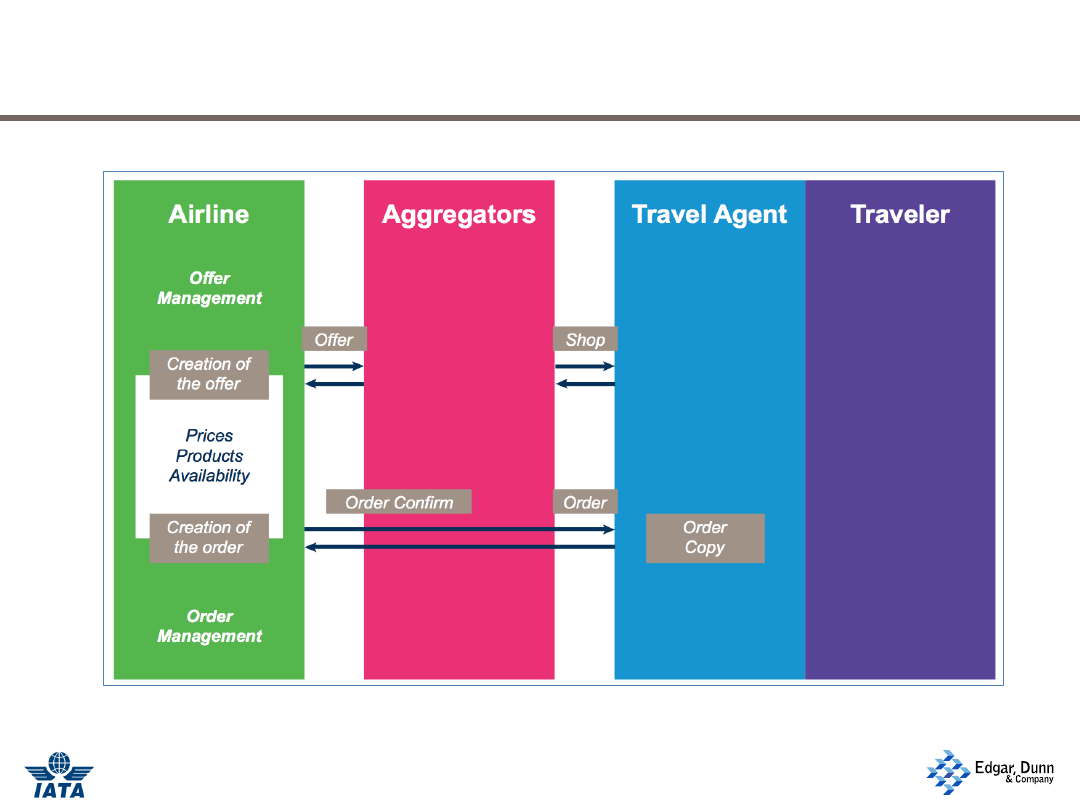 Airline
Aggregators
Travel Agent
Traveler
Offer
Management
Offer
Shop
Creation of
the offer
Prices
Products
Availability
Order Confirm
Order
Creation of
the order
Order
Copy
Order
Management
IATA
Edgar, Dunn
& Company